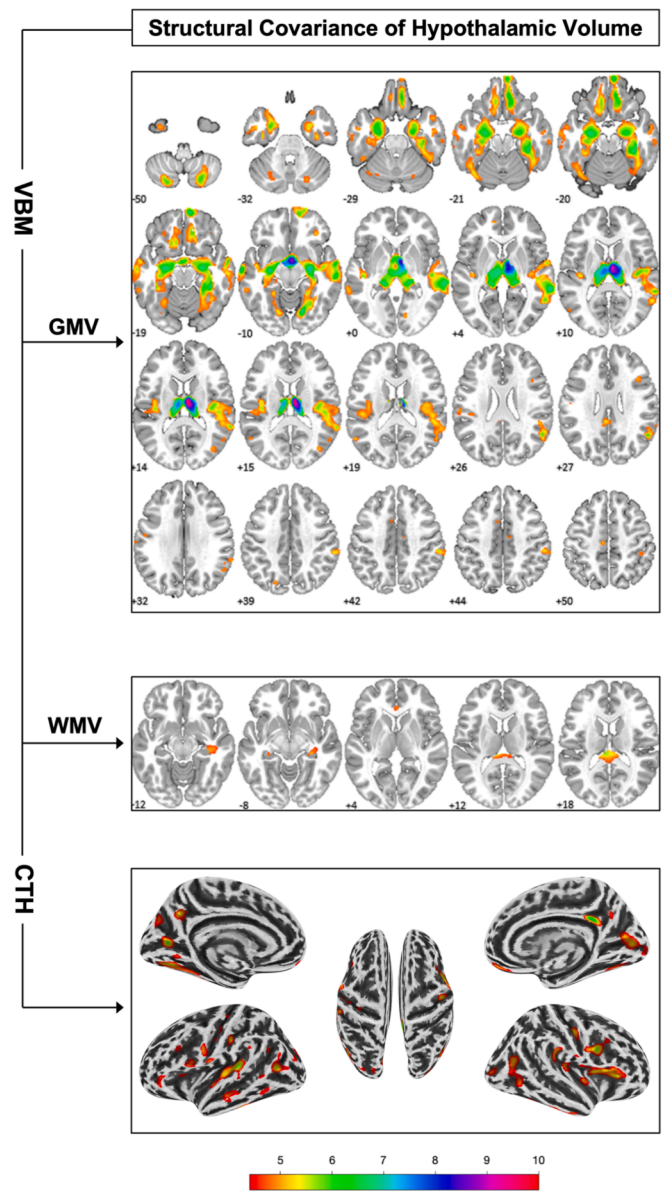 Structural Covariance of Hypothalamic Volume
VBM
GMV
-50 -32 -29 -21 -20
-19 -10 +0 +4 +10
+14 +15 +19 +26 +27
+32 +39 +42 +44 +50
WMV
-12 -8 +4 +12 +18
CTH
5 6 7 8 9 10